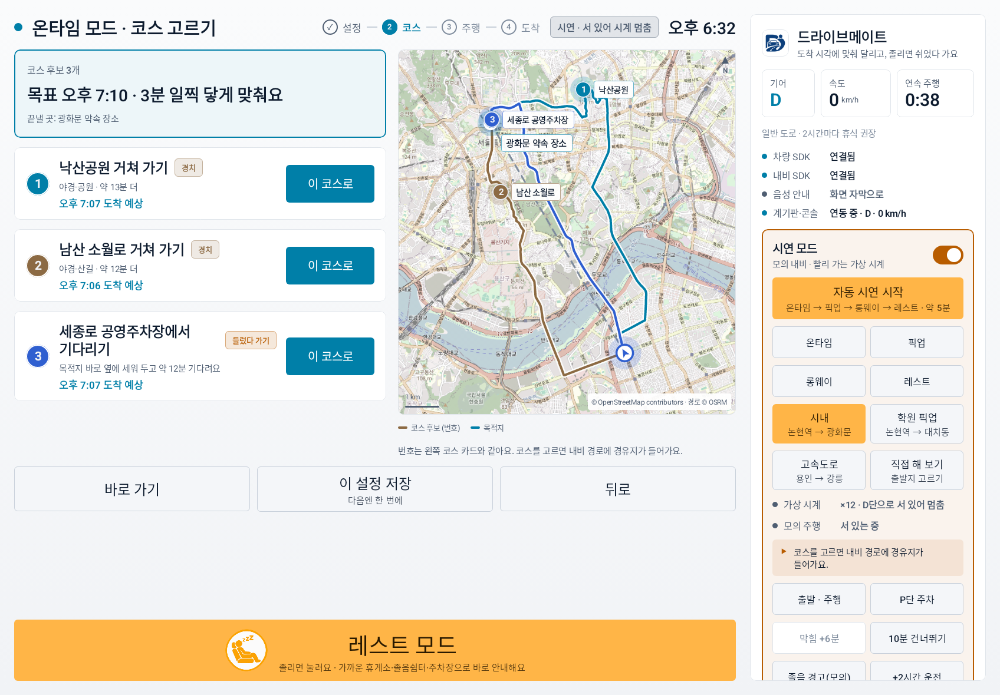 온타임 모드 · 코스 고르기
설정
2 코스
3 주행
4 도착
시연 · 서 있어 시계 멈춤
오후 6:32
코스 후보 3개
목표 오후 7:10 · 3분 일찍 닿게 맞춰요
끝낼 곳: 광화문 약속 장소
1
낙산공원 거쳐 가기
경치
야경 공원 · 약 13분 더
오후 7:07 도착 예상
이 코스로
2
남산 소월로 거쳐 가기
경치
야경 산길 · 약 12분 더
오후 7:06 도착 예상
이 코스로
3
세종로 공영주차장에서
기다리기
들렀다 가기
목적지 바로 옆에 세워 두고 약 12분 기다려요
오후 7:07 도착 예상
이 코스로
N
1 낙산공원
3 세종로 공영주차장
광화문 약속 장소
2 남산 소월로
1 km
© OpenStreetMap contributors · 경로 © OSRM
코스 후보 (번호)
목적지
번호는 왼쪽 코스 카드와 같아요. 코스를 고르면 내비 경로에 경유지가 들어가요.
바로 가기
이 설정 저장
다음엔 한 번에
뒤로
레스트 모드
졸리면 눌러요 · 가까운 휴게소·졸음쉼터·주차장으로 바로 안내해요
드라이브메이트
도착 시각에 맞춰 달리고, 졸리면 쉬었다 가요
기어
D
속도
0 km/h
연속 주행
0:38
일반 도로 · 2시간마다 휴식 권장
차량 SDK 연결됨
내비 SDK 연결됨
음성 안내 화면 자막으로
계기판·콘솔 연동 중 · D · 0 km/h
시연 모드
모의 내비 · 빨리 가는 가상 시계
자동 시연 시작
온타임 → 픽업 → 롱웨이 → 레스트 · 약 5분
온타임
픽업
롱웨이
레스트
시내
논현역 → 광화문
학원 픽업
논현역 → 대치동
고속도로
용인 → 강릉
직접 해 보기
출발지 고르기
가상 시계 ×12 · D단으로 서 있어 멈춤
모의 주행 서 있는 중
코스를 고르면 내비 경로에 경유지가
들어가요.
출발 · 주행
P단 주차
막힘 +6분
10분 건너뛰기
졸음 경고(모의)
+2시간 운전